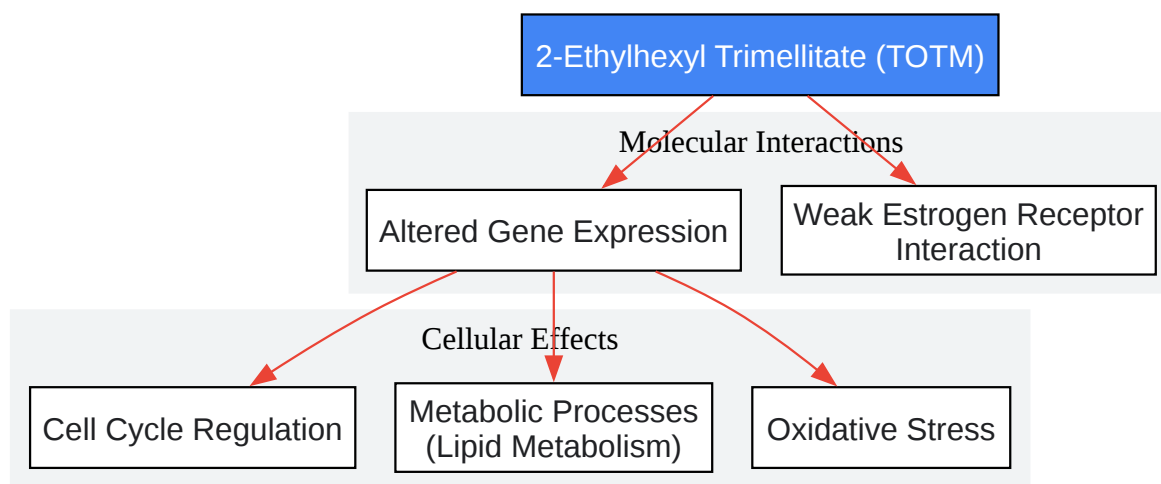 2-Ethylhexyl Trimellitate (TOTM)
Molecular Interactions
Altered Gene Expression
Weak Estrogen Receptor
Interaction
Cellular Effects
Cell Cycle Regulation
Metabolic Processes
(Lipid Metabolism)
Oxidative Stress